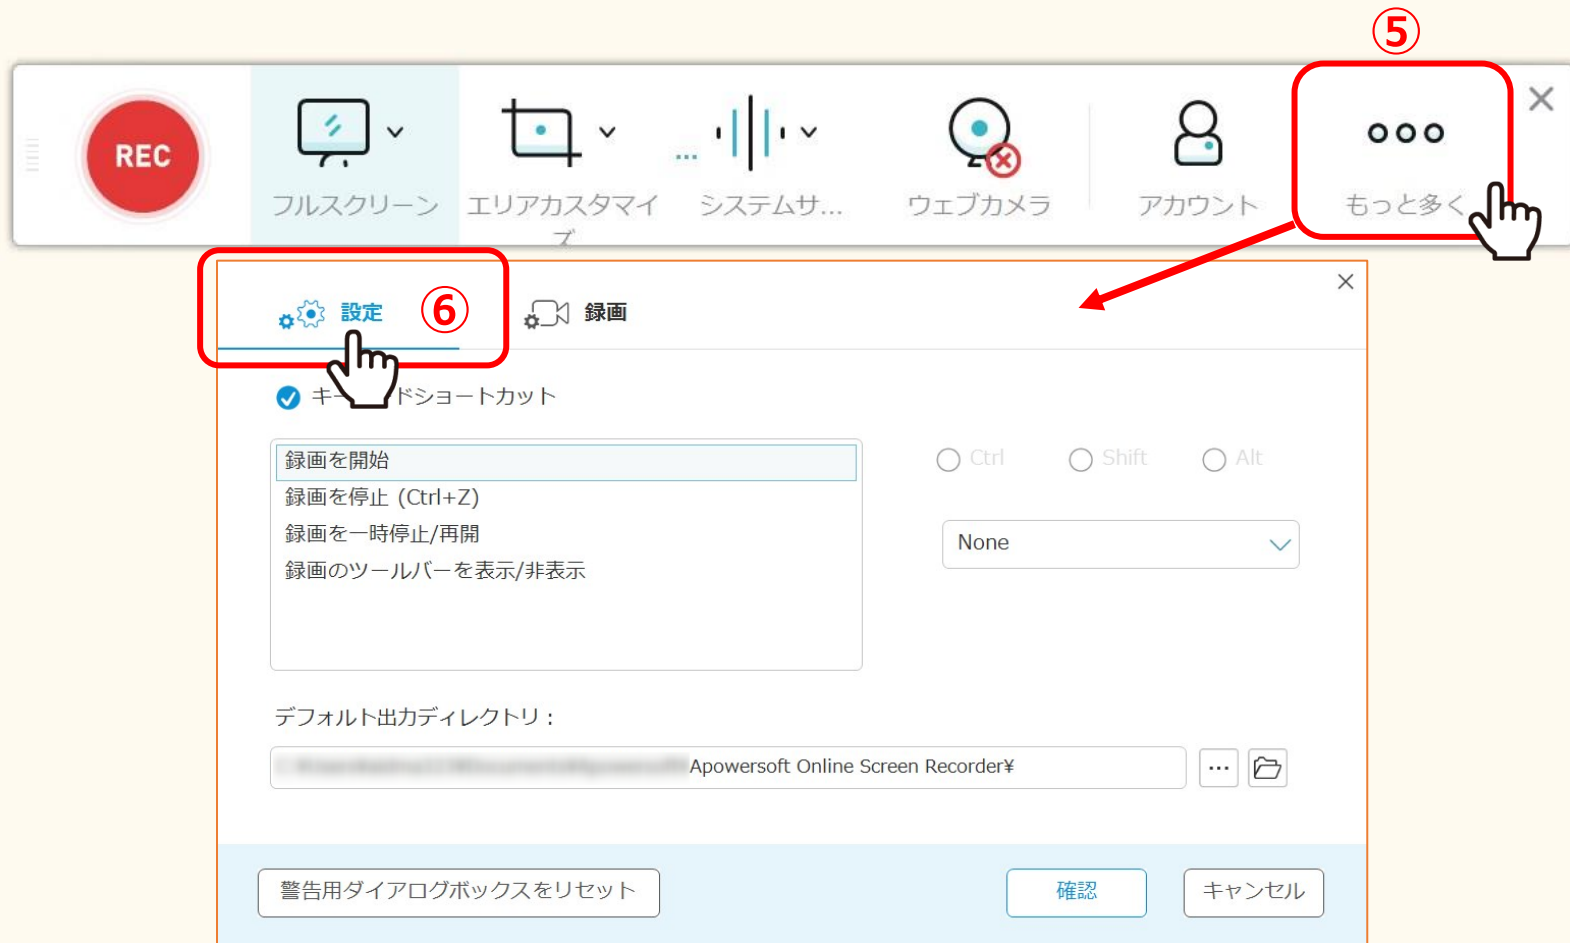 ⑤
REC
フルスクリーン
エリアカスタマイ
ズ
システムサ...
ウェブカメラ
アカウント
もっと多く
設定
⑥
録画
キー ドショートカット
録画を開始
録画を停止 (Ctrl+Z)
録画を一時停止/再開
録画のツールバーを表示/非表示
Ctrl
Shift
Alt
None
デフォルト出力ディレクトリ：
Apowersoft Online Screen Recorder¥
...
警告用ダイアログボックスをリセット
確認
キャンセル